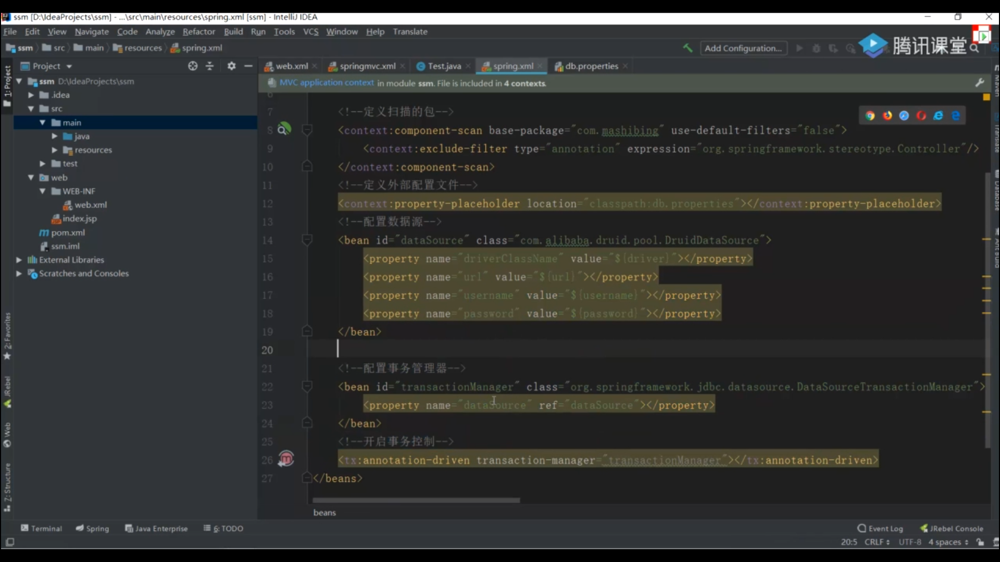 ssm [D:\IdeaProjects\ssm] - ...\src\main\resources\spring.xml [ssm] - IntelliJ IDEA
File Edit View Navigate Code Analyze Refactor Build Run Tools VCS Window Help Translate
ssm src main resources spring.xml
Add Configuration...
腾讯课堂
Project
web.xml springmvc.xml Test.java spring.xml db.properties
MVC application context in module ssm. File is included in 4 contexts.
1: Project
2: Favorites
JRebel
Web
Z: Structure
Maven
Translate
Database
Ant Build
ssm D:\IdeaProjects\ssm
.idea
src
main
java
resources
test
web
WEB-INF
web.xml
index.jsp
pom.xml
ssm.iml
External Libraries
Scratches and Consoles
6
7 <!--定义扫描的包-->
8 <context:component-scan base-package="com.mashibing" use-default-filters="false">
9 <context:exclude-filter type="annotation" expression="org.springframework.stereotype.Controller"/>
10 </context:component-scan>
11 <!--定义外部配置文件-->
12 <context:property-placeholder location="classpath:db.properties"></context:property-placeholder>
13 <!--配置数据源-->
14 <bean id="dataSource" class="com.alibaba.druid.pool.DruidDataSource">
15 <property name="driverClassName" value="${driver}"></property>
16 <property name="url" value="${url}"></property>
17 <property name="username" value="${username}"></property>
18 <property name="password" value="${password}"></property>
19 </bean>
20
21 <!--配置事务管理器-->
22 <bean id="transactionManager" class="org.springframework.jdbc.datasource.DataSourceTransactionManager">
23 <property name="dataSource" ref="dataSource"></property>
24 </bean>
25 <!--开启事务控制-->
26 <tx:annotation-driven transaction-manager="transactionManager"></tx:annotation-driven>
27 </beans>
beans
Terminal Spring Java Enterprise 6: TODO
Event Log JRebel Console
20:5 CRLF UTF-8 4 spaces